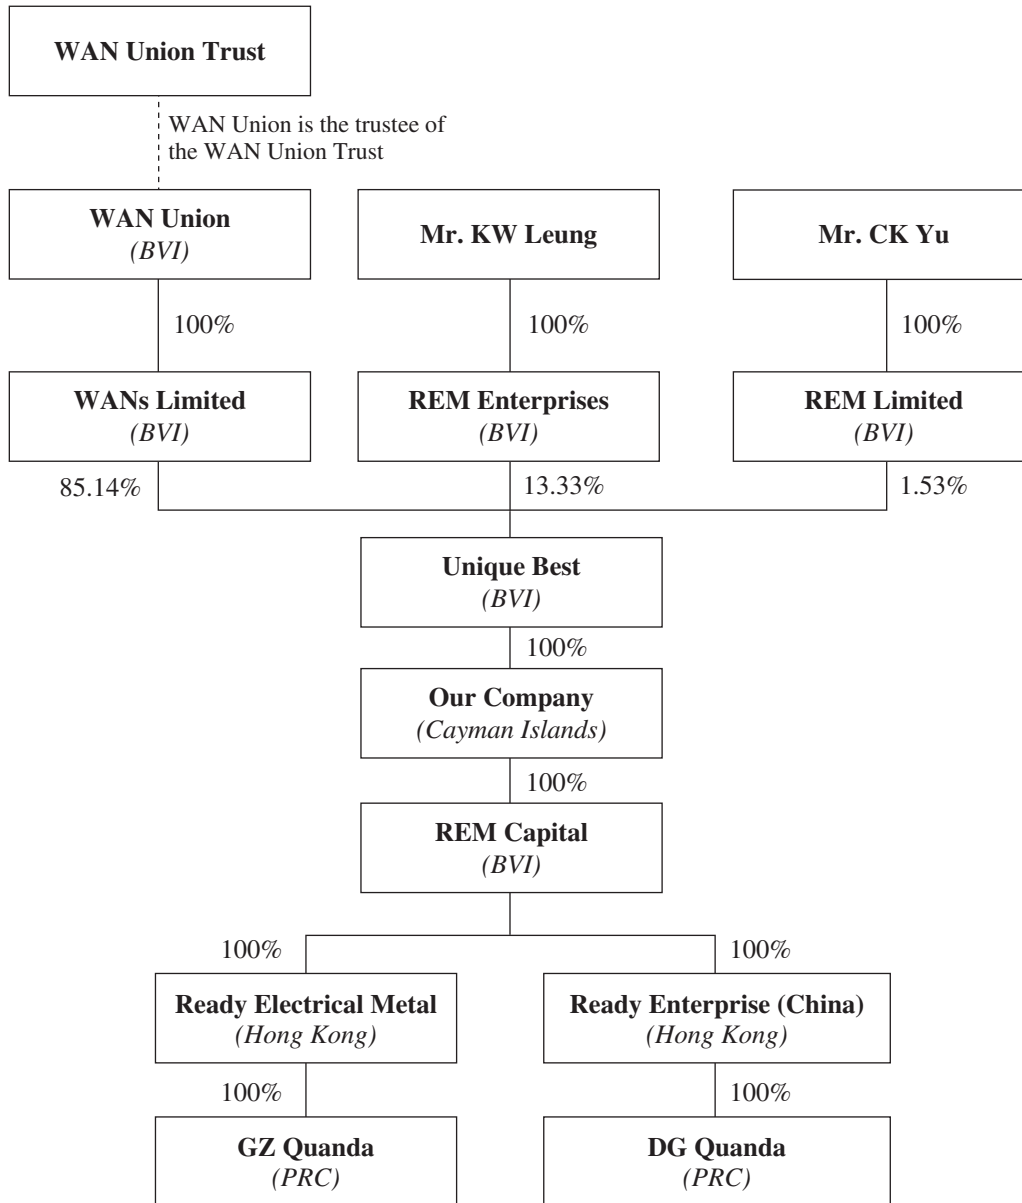 WAN Union Trust
WAN Union is the trustee of
the WAN Union Trust
WAN Union
(BVI)
Mr. KW Leung
Mr. CK Yu
100%
100%
100%
WANs Limited
(BVI)
REM Enterprises
(BVI)
REM Limited
(BVI)
85.14%
13.33%
1.53%
Unique Best
(BVI)
100%
Our Company
(Cayman Islands)
100%
REM Capital
(BVI)
100%
100%
Ready Electrical Metal
(Hong Kong)
Ready Enterprise (China)
(Hong Kong)
100%
100%
GZ Quanda
(PRC)
DG Quanda
(PRC)